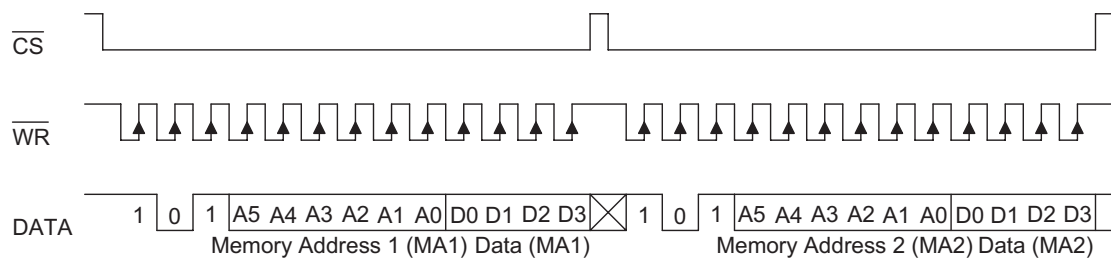 CS
WR
DATA 1 0 1 A5 A4 A3 A2 A1 A0 D0 D1 D2 D3 1 0 1 A5 A4 A3 A2 A1 A0 D0 D1 D2 D3
Memory Address 1 (MA1) Data (MA1) Memory Address 2 (MA2) Data (MA2)